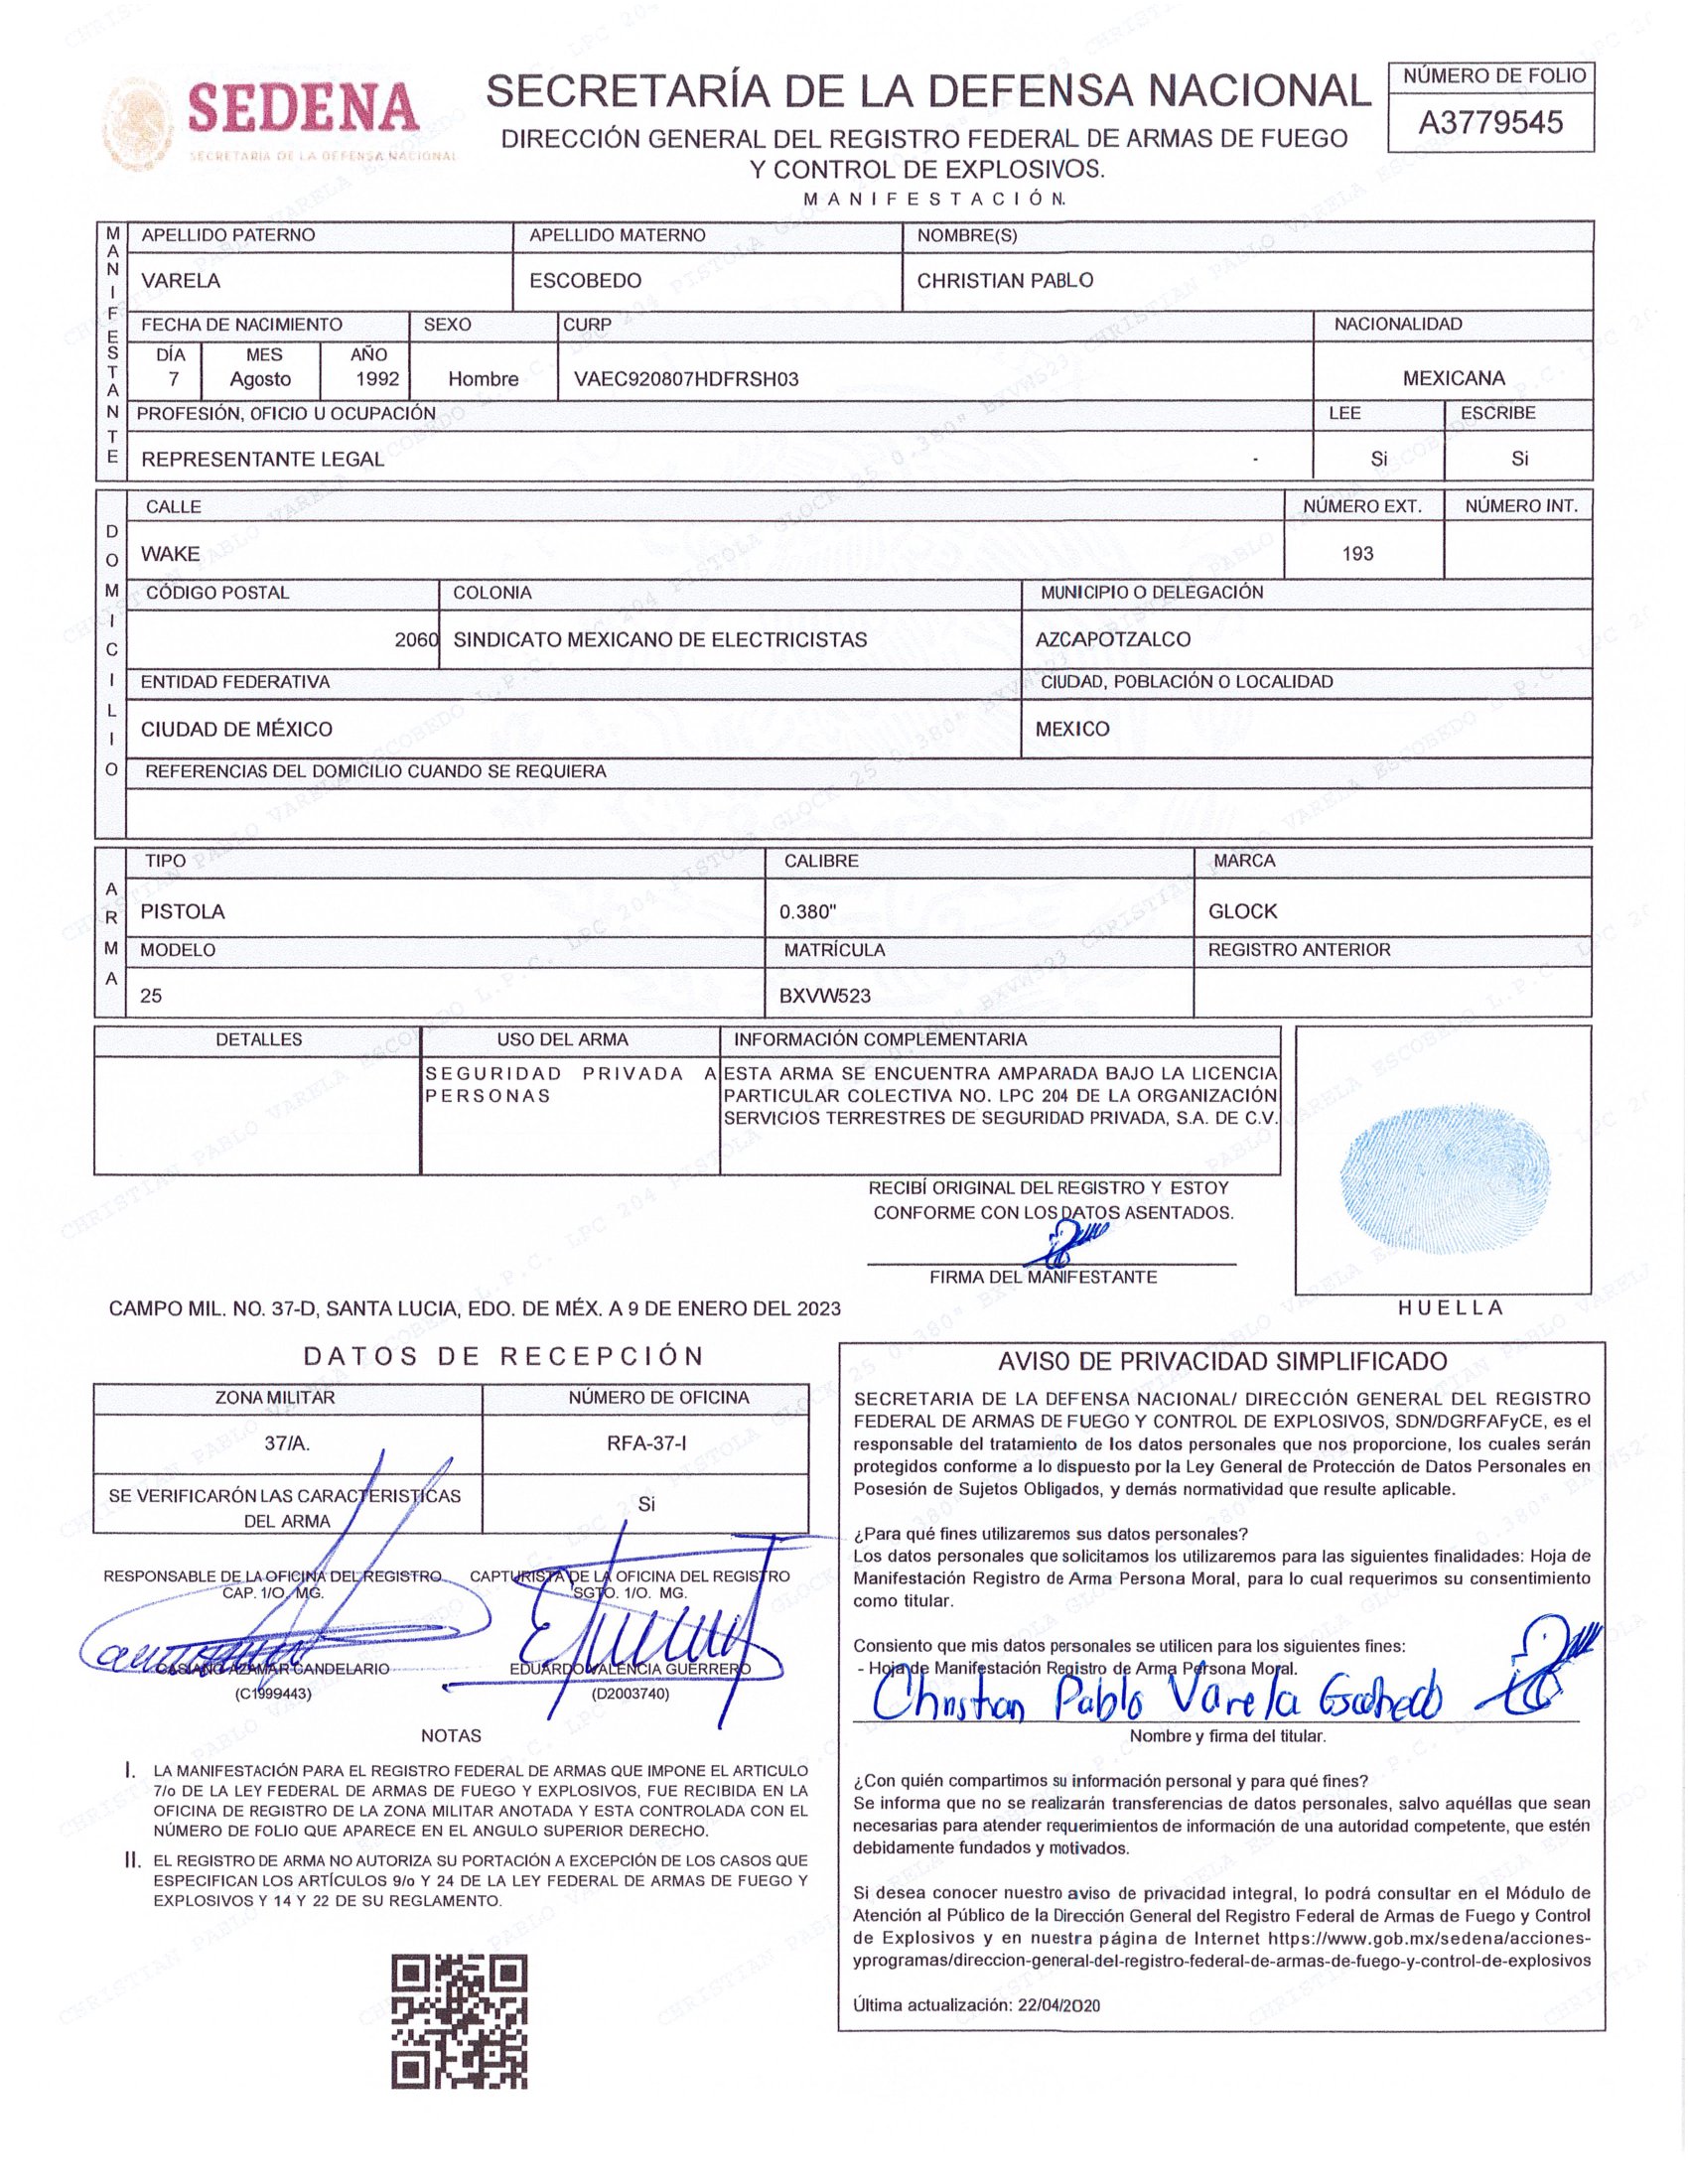 SEDENA
SECRETARÍA DE LA DEFENSA NACIONAL
SECRETARÍA DE LA DEFENSA NACIONAL
DIRECCIÓN GENERAL DEL REGISTRO FEDERAL DE ARMAS DE FUEGO
Y CONTROL DE EXPLOSIVOS.
MANIFESTACIÓN.
NÚMERO DE FOLIO
A3779545
MANIFESTANTE
APELLIDO PATERNO APELLIDO MATERNO NOMBRE(S)
VARELA ESCOBEDO CHRISTIAN PABLO
FECHA DE NACIMIENTO SEXO CURP NACIONALIDAD
DÍA MES AÑO
7 Agosto 1992 Hombre VAEC920807HDFRSH03 MEXICANA
PROFESIÓN, OFICIO U OCUPACIÓN LEE ESCRIBE
REPRESENTANTE LEGAL - Si Si
DOMICILIO
CALLE NÚMERO EXT. NÚMERO INT.
WAKE 193
CÓDIGO POSTAL COLONIA MUNICIPIO O DELEGACIÓN
2060 SINDICATO MEXICANO DE ELECTRICISTAS AZCAPOTZALCO
ENTIDAD FEDERATIVA CIUDAD, POBLACIÓN O LOCALIDAD
CIUDAD DE MÉXICO MEXICO
REFERENCIAS DEL DOMICILIO CUANDO SE REQUIERA
ARMA
TIPO CALIBRE MARCA
PISTOLA 0.380" GLOCK
MODELO MATRÍCULA REGISTRO ANTERIOR
25 BXVW523
DETALLES USO DEL ARMA INFORMACIÓN COMPLEMENTARIA
SEGURIDAD PRIVADA A ESTA ARMA SE ENCUENTRA AMPARADA BAJO LA LICENCIA
PERSONAS PARTICULAR COLECTIVA NO. LPC 204 DE LA ORGANIZACIÓN
SERVICIOS TERRESTRES DE SEGURIDAD PRIVADA, S.A. DE C.V.
RECIBÍ ORIGINAL DEL REGISTRO Y ESTOY
CONFORME CON LOS DATOS ASENTADOS.
FIRMA DEL MANIFESTANTE
HUELLA
CAMPO MIL. NO. 37-D, SANTA LUCIA, EDO. DE MÉX. A 9 DE ENERO DEL 2023
DATOS DE RECEPCIÓN
ZONA MILITAR NÚMERO DE OFICINA
37/A. RFA-37-I
SE VERIFICARÓN LAS CARACTERISTICAS
DEL ARMA Si
RESPONSABLE DE LA OFICINA DEL REGISTRO CAPTURISTA DE LA OFICINA DEL REGISTRO
CAP. 1/O. MG. SGTO. 1/O. MG.
CASIANO AZAMAR CANDELARIO EDUARDO VALENCIA GUERRERO
(C1999443) (D2003740)
NOTAS
I. LA MANIFESTACIÓN PARA EL REGISTRO FEDERAL DE ARMAS QUE IMPONE EL ARTICULO
7/o DE LA LEY FEDERAL DE ARMAS DE FUEGO Y EXPLOSIVOS, FUE RECIBIDA EN LA
OFICINA DE REGISTRO DE LA ZONA MILITAR ANOTADA Y ESTA CONTROLADA CON EL
NÚMERO DE FOLIO QUE APARECE EN EL ANGULO SUPERIOR DERECHO.
II. EL REGISTRO DE ARMA NO AUTORIZA SU PORTACIÓN A EXCEPCIÓN DE LOS CASOS QUE
ESPECIFICAN LOS ARTÍCULOS 9/o Y 24 DE LA LEY FEDERAL DE ARMAS DE FUEGO Y
EXPLOSIVOS Y 14 Y 22 DE SU REGLAMENTO.
AVISO DE PRIVACIDAD SIMPLIFICADO
SECRETARIA DE LA DEFENSA NACIONAL/ DIRECCIÓN GENERAL DEL REGISTRO
FEDERAL DE ARMAS DE FUEGO Y CONTROL DE EXPLOSIVOS, SDN/DGRFAFyCE, es el
responsable del tratamiento de los datos personales que nos proporcione, los cuales serán
protegidos conforme a lo dispuesto por la Ley General de Protección de Datos Personales en
Posesión de Sujetos Obligados, y demás normatividad que resulte aplicable.
¿Para qué fines utilizaremos sus datos personales?
Los datos personales que solicitamos los utilizaremos para las siguientes finalidades: Hoja de
Manifestación Registro de Arma Persona Moral, para lo cual requerimos su consentimiento
como titular.
Consiento que mis datos personales se utilicen para los siguientes fines:
- Hoja de Manifestación Registro de Arma Persona Moral.
Christian Pablo Varela Escobedo
Nombre y firma del titular.
¿Con quién compartimos su información personal y para qué fines?
Se informa que no se realizarán transferencias de datos personales, salvo aquéllas que sean
necesarias para atender requerimientos de información de una autoridad competente, que estén
debidamente fundados y motivados.
Si desea conocer nuestro aviso de privacidad integral, lo podrá consultar en el Módulo de
Atención al Público de la Dirección General del Registro Federal de Armas de Fuego y Control
de Explosivos y en nuestra página de Internet https://www.gob.mx/sedena/acciones-
yprogramas/direccion-general-del-registro-federal-de-armas-de-fuego-y-control-de-explosivos
Última actualización: 22/04/2020